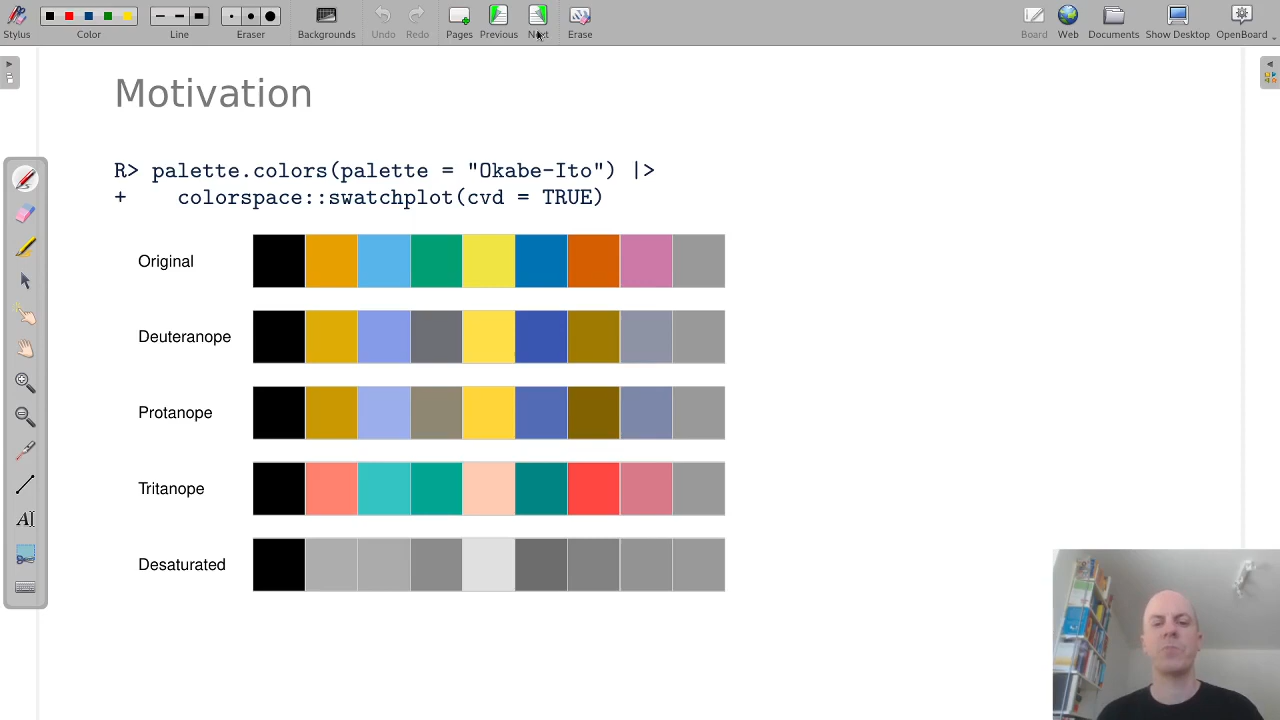 Stylus
Color
Line
Eraser
Backgrounds
Undo
Redo
Pages
Previous
Next
Erase
Board
Web
Documents
Show Desktop
OpenBoard
Motivation
R> palette.colors(palette = "Okabe-Ito") |>
+ colorspace::swatchplot(cvd = TRUE)
Original
Deuteranope
Protanope
Tritanope
Desaturated